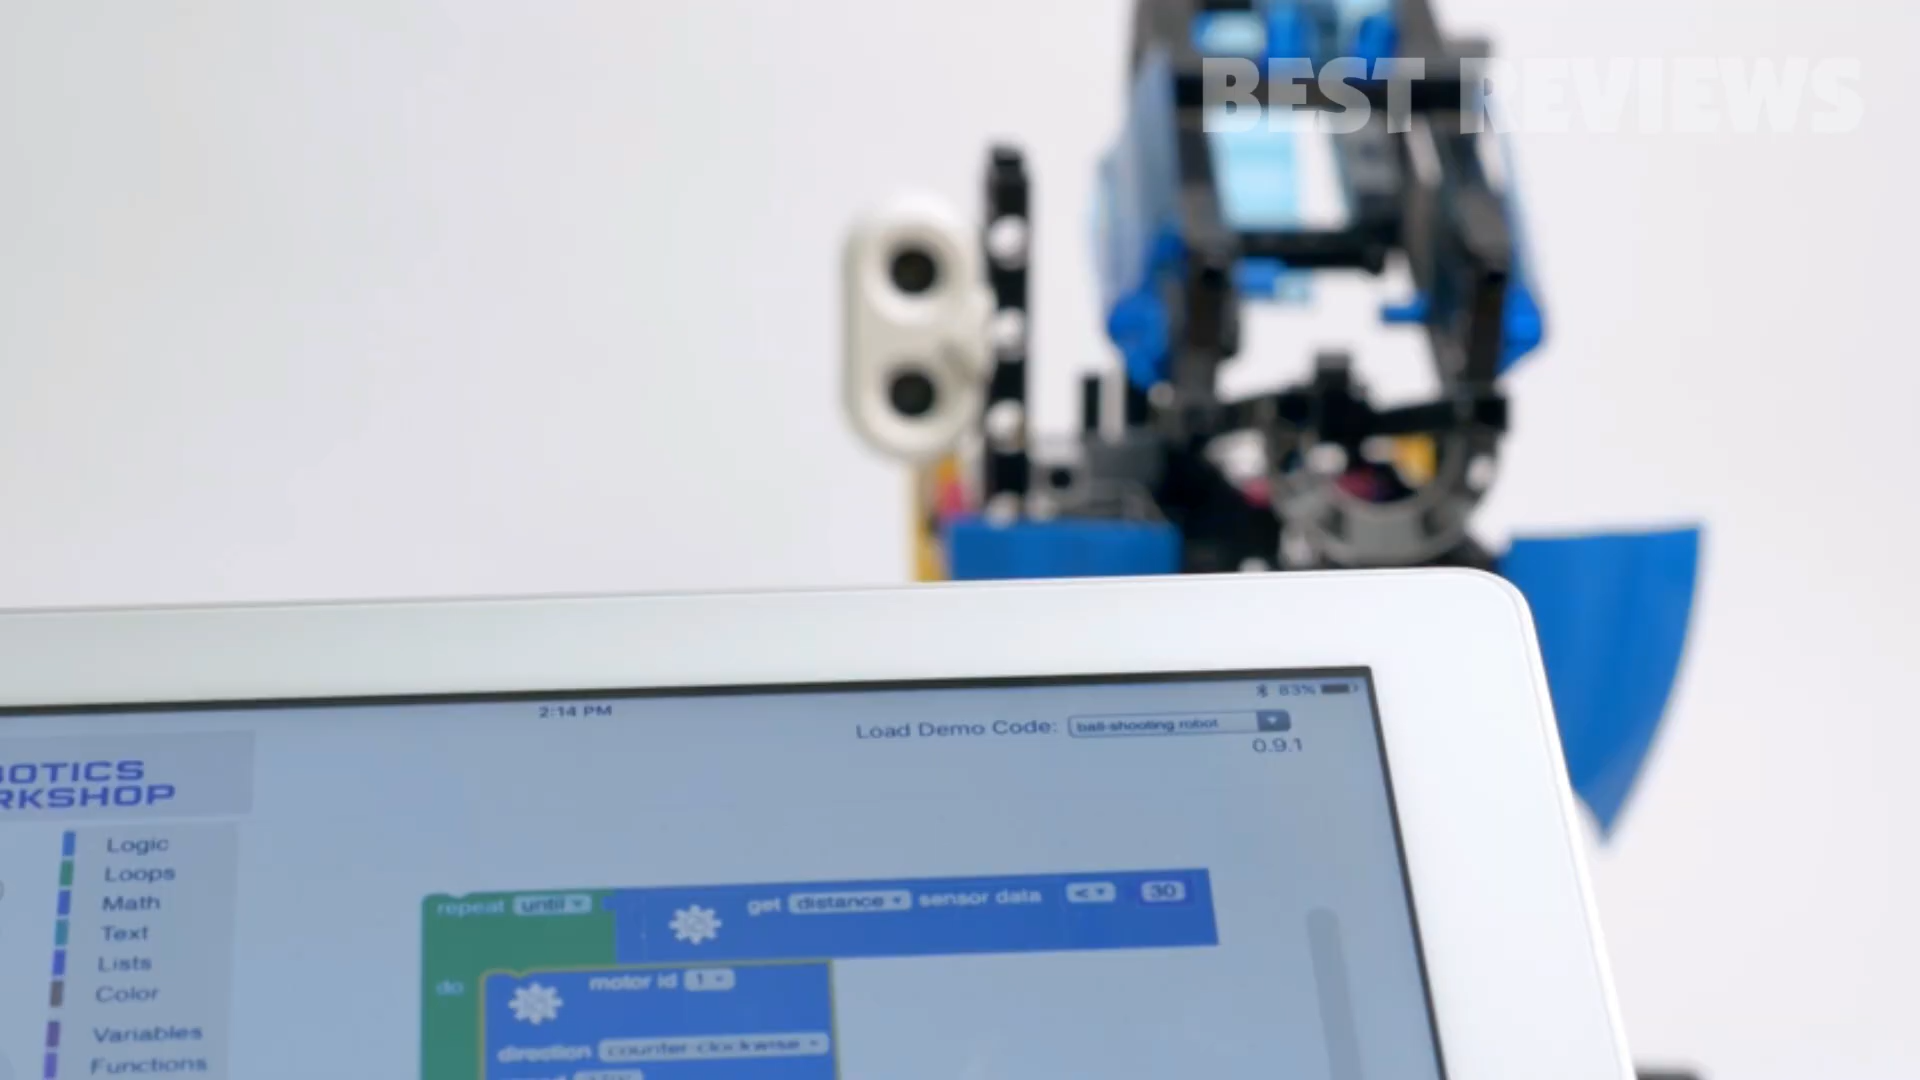 BEST REVIEWS
2:14 PM
83%
Load Demo Code: ball-shooting robot
0.9.1
BOTICS
RKSHOP
Logic
Loops
Math
Text
Lists
Color
Variables
Functions
repeat until get distance sensor data < 30
do motor id 1
direction counter-clockwise